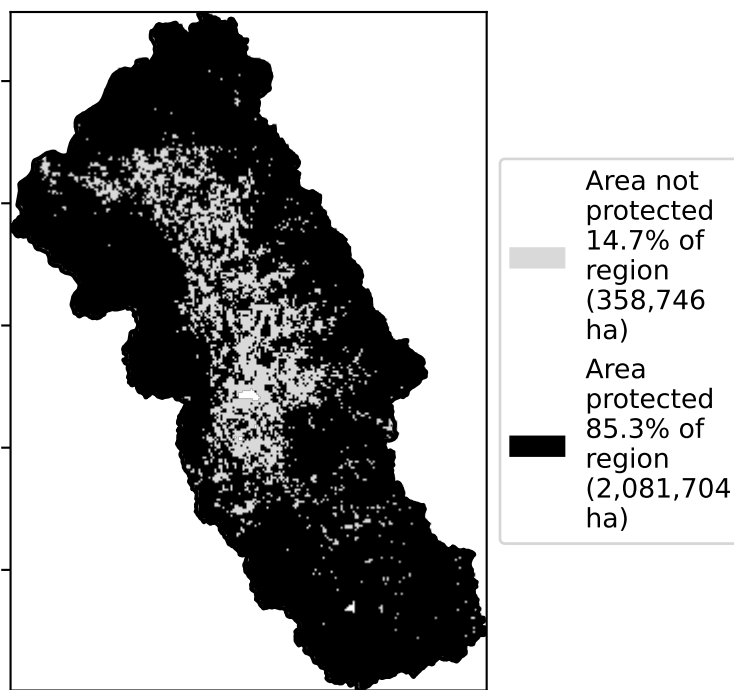 Area not
protected
14.7% of
region
(358,746
ha)
Area
protected
85.3% of
region
(2,081,704
ha)